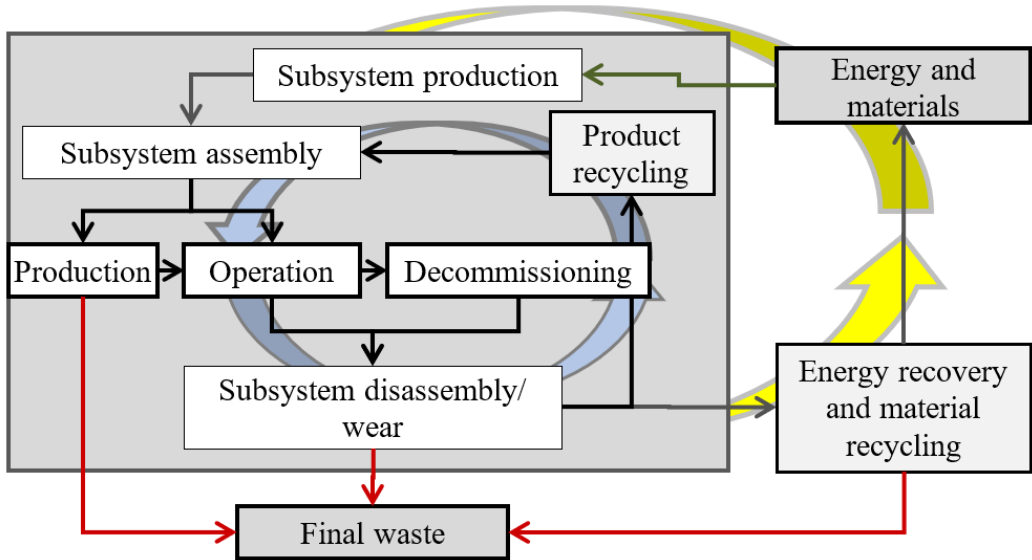 Subsystem production
Energy and
materials
Subsystem assembly
Product
recycling
Production
Operation
Decommissioning
Subsystem disassembly/
wear
Energy recovery
and material
recycling
Final waste